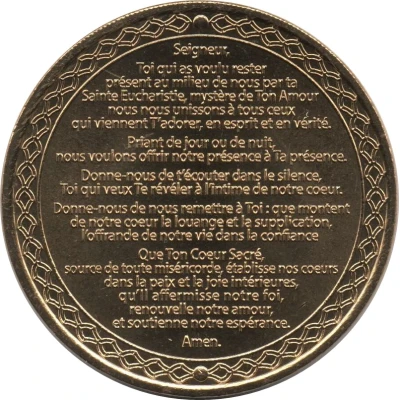 Seigneur,
Toi qui as voulu rester
présent au milieu de nous par ta
Sainte Eucharistie, mystère de Ton Amour
nous nous unissons à tous ceux
qui viennent T'adorer, en esprit et en vérité.
Priant de jour ou de nuit,
nous voulons offrir notre présence à Ta présence.
Donne-nous de t'écouter dans le silence,
Toi qui veux Te révéler à l'intime de notre coeur.
Donne-nous de nous remettre à Toi : que montent
de notre coeur la louange et la supplication,
l'offrande de notre vie dans la confiance
Que Ton Coeur Sacré,
source de toute miséricorde, établisse nos coeurs
dans la paix et la joie intérieures,
qu'il affermisse notre foi,
renouvelle notre amour,
et soutienne notre espérance.
Amen.